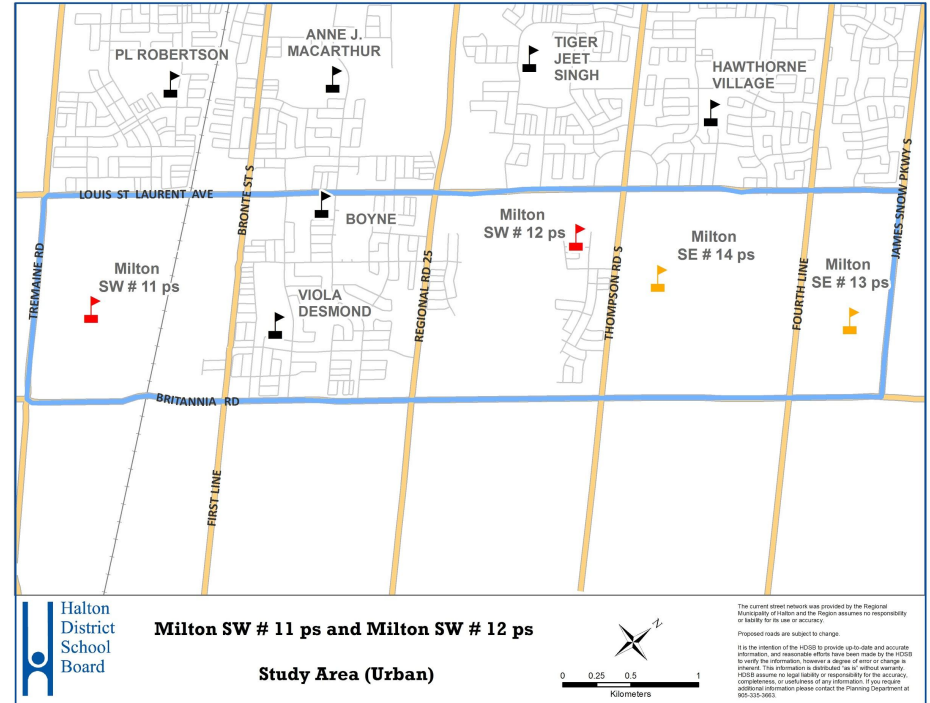 PL ROBERTSON
ANNE J.
MACARTHUR
TIGER
JEET
SINGH
HAWTHORNE
VILLAGE
LOUIS ST LAURENT AVE
BRONTE ST S
BOYNE
Milton
SW # 12 ps
Milton
SE # 14 ps
JAMES SNOW PKWY S
TREMAINE RD
Milton
SW # 11 ps
VIOLA
DESMOND
REGIONAL RD 25
THOMPSON RD S
FOURTH LINE
Milton
SE # 13 ps
BRITANNIA RD
FIRST LINE
Halton
District
School
Board
Milton SW # 11 ps and Milton SW # 12 ps
Study Area (Urban)
N
0 0.25 0.5 1
Kilometers
The current street network was provided by the Regional
Municipality of Halton and the Region assumes no responsibility
or liability for its use or accuracy.
Proposed roads are subject to change.
It is the intention of the HDSB to provide up-to-date and accurate
information, and reasonable efforts have been made by the HDSB
to verify the information, however a degree of error or change is
inherent. This information is distributed "as is" without warranty.
HDSB assume no legal liability or responsibility for the accuracy,
completeness, or usefulness of any information. If you require
additional information please contact the Planning Department at
905-335-3663.